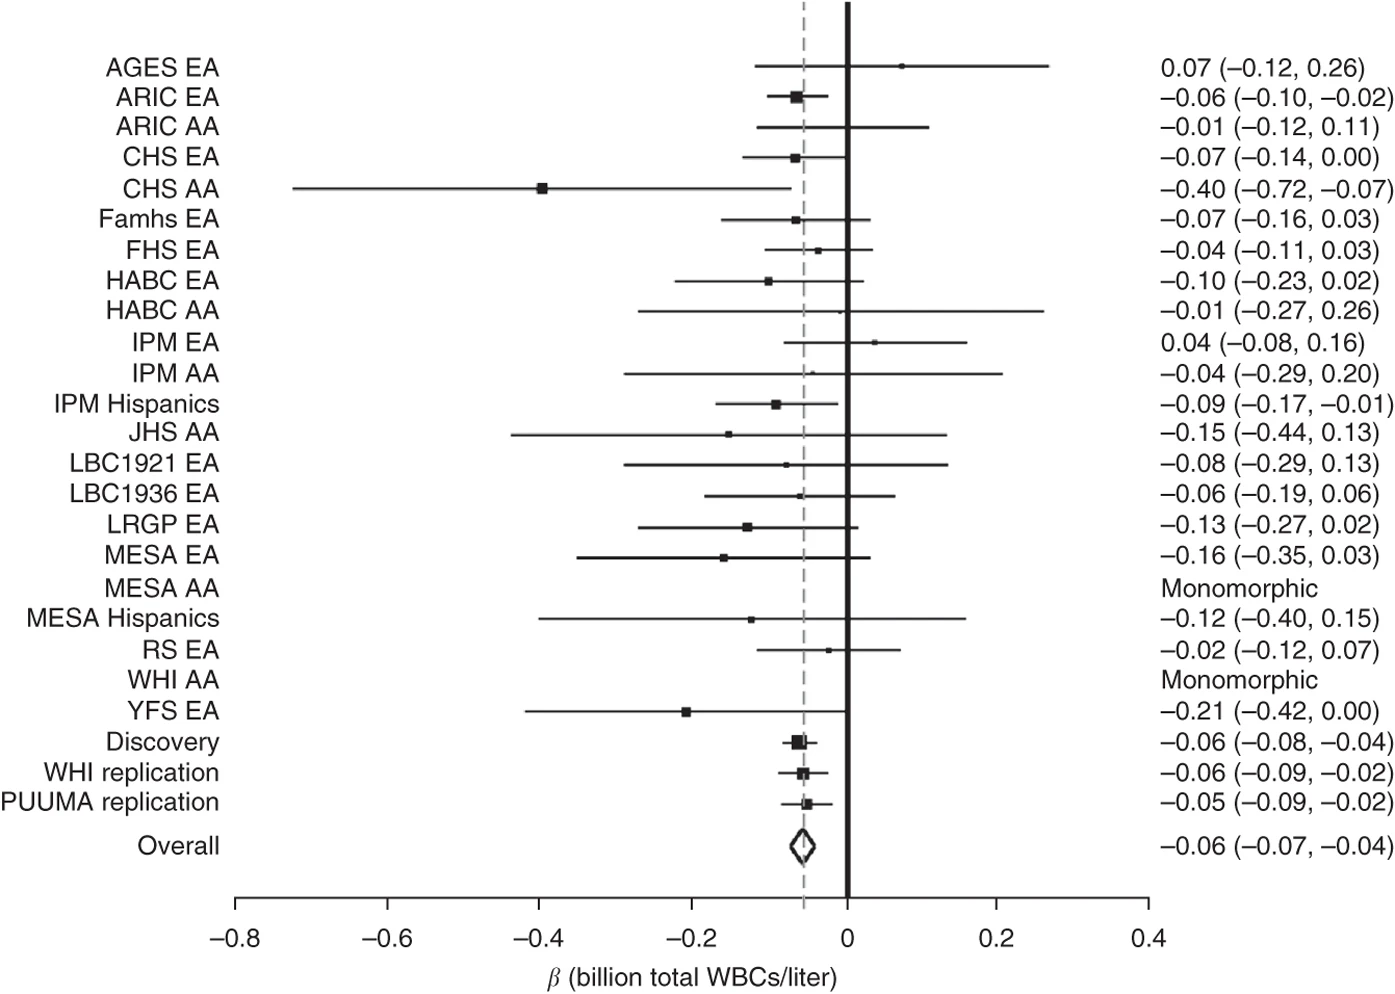 AGES EA 0.07 (–0.12, 0.26)
ARIC EA –0.06 (–0.10, –0.02)
ARIC AA –0.01 (–0.12, 0.11)
CHS EA –0.07 (–0.14, 0.00)
CHS AA –0.40 (–0.72, –0.07)
Famhs EA –0.07 (–0.16, 0.03)
FHS EA –0.04 (–0.11, 0.03)
HABC EA –0.10 (–0.23, 0.02)
HABC AA –0.01 (–0.27, 0.26)
IPM EA 0.04 (–0.08, 0.16)
IPM AA –0.04 (–0.29, 0.20)
IPM Hispanics –0.09 (–0.17, –0.01)
JHS AA –0.15 (–0.44, 0.13)
LBC1921 EA –0.08 (–0.29, 0.13)
LBC1936 EA –0.06 (–0.19, 0.06)
LRGP EA –0.13 (–0.27, 0.02)
MESA EA –0.16 (–0.35, 0.03)
MESA AA Monomorphic
MESA Hispanics –0.12 (–0.40, 0.15)
RS EA –0.02 (–0.12, 0.07)
WHI AA Monomorphic
YFS EA –0.21 (–0.42, 0.00)
Discovery –0.06 (–0.08, –0.04)
WHI replication –0.06 (–0.09, –0.02)
PUUMA replication –0.05 (–0.09, –0.02)
Overall –0.06 (–0.07, –0.04)
–0.8 –0.6 –0.4 –0.2 0 0.2 0.4
β (billion total WBCs/liter)